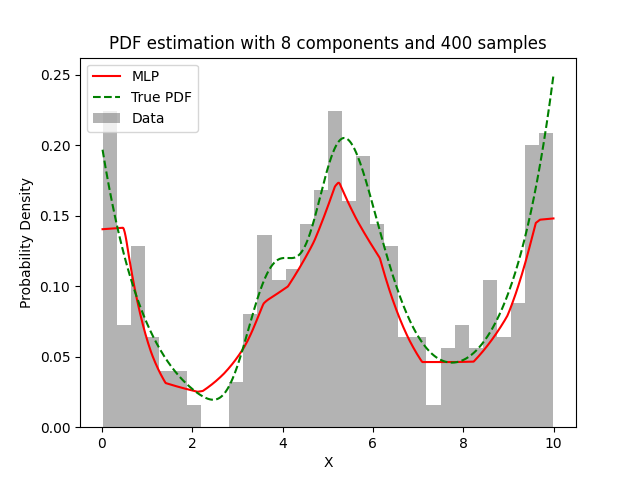 PDF estimation with 8 components and 400 samples
MLP
True PDF
Data
0.25
0.20
0.15
0.10
0.05
0.00
Probability Density
0 2 4 6 8 10
X